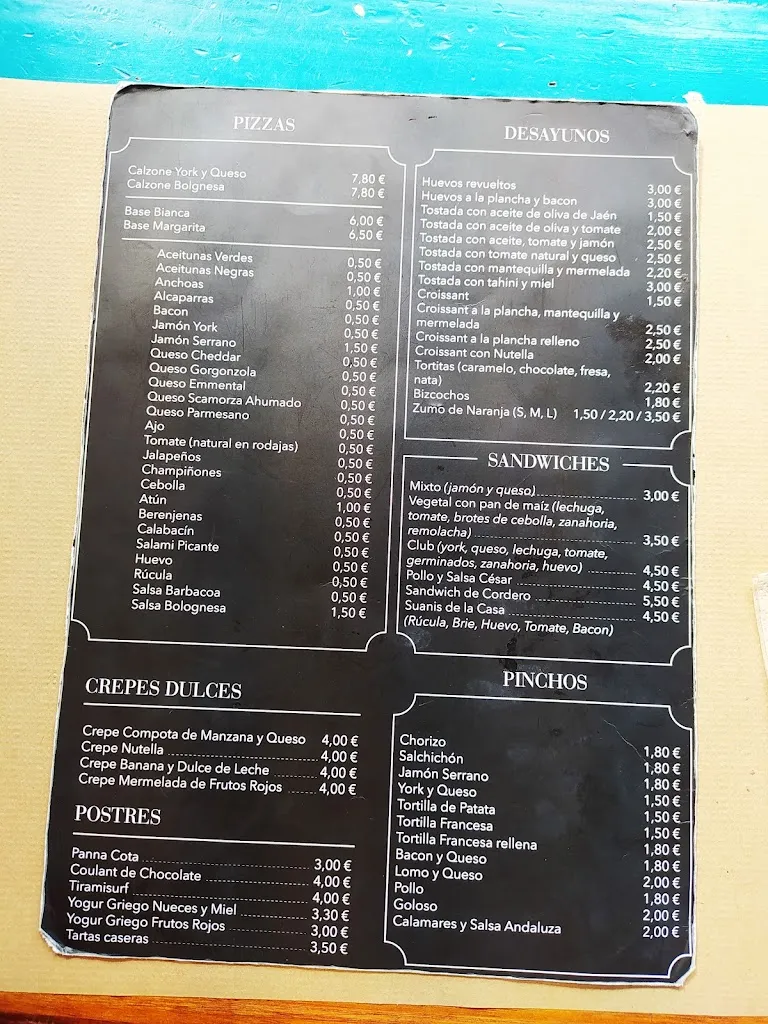 PIZZAS
Calzone York y Queso 7,80 €
Calzone Bolgnesa 7,80 €
Base Bianca 6,00 €
Base Margarita 6,50 €
Aceitunas Verdes 0,50 €
Aceitunas Negras 0,50 €
Anchoas 1,00 €
Alcaparras 0,50 €
Bacon 0,50 €
Jamón York 0,50 €
Jamón Serrano 1,50 €
Queso Cheddar 0,50 €
Queso Gorgonzola 0,50 €
Queso Emmental 0,50 €
Queso Scamorza Ahumado 0,50 €
Queso Parmesano 0,50 €
Ajo 0,50 €
Tomate (natural en rodajas) 0,50 €
Jalapeños 0,50 €
Champiñones 0,50 €
Cebolla 0,50 €
Atún 1,00 €
Berenjenas 0,50 €
Calabacín 0,50 €
Salami Picante 0,50 €
Huevo 0,50 €
Rúcula 0,50 €
Salsa Barbacoa 0,50 €
Salsa Bolognesa 1,50 €
CREPES DULCES
Crepe Compota de Manzana y Queso 4,00 €
Crepe Nutella 4,00 €
Crepe Banana y Dulce de Leche 4,00 €
Crepe Mermelada de Frutos Rojos 4,00 €
POSTRES
Panna Cota 3,00 €
Coulant de Chocolate 4,00 €
Tiramisurf 4,00 €
Yogur Griego Nueces y Miel 3,30 €
Yogur Griego Frutos Rojos 3,00 €
Tartas caseras 3,50 €
DESAYUNOS
Huevos revueltos 3,00 €
Huevos a la plancha y bacon 3,00 €
Tostada con aceite de oliva de Jaén 1,50 €
Tostada con aceite de oliva y tomate 2,00 €
Tostada con aceite, tomate y jamón 2,50 €
Tostada con tomate natural y queso 2,50 €
Tostada con mantequilla y mermelada 2,20 €
Tostada con tahini y miel 3,00 €
Croissant 1,50 €
Croissant a la plancha, mantequilla y
mermelada 2,50 €
Croissant a la plancha relleno 2,50 €
Croissant con Nutella 2,00 €
Tortitas (caramelo, chocolate, fresa,
nata) 2,20 €
Bizcochos 1,80 €
Zumo de Naranja (S, M, L) 1,50 / 2,20 / 3,50 €
SANDWICHES
Mixto (jamón y queso) 3,00 €
Vegetal con pan de maíz (lechuga,
tomate, brotes de cebolla, zanahoria,
remolacha) 3,50 €
Club (york, queso, lechuga, tomate,
germinados, zanahoria, huevo) 4,50 €
Pollo y Salsa César 4,50 €
Sandwich de Cordero 5,50 €
Suanis de la Casa 4,50 €
(Rúcula, Brie, Huevo, Tomate, Bacon)
PINCHOS
Chorizo 1,80 €
Salchichón 1,80 €
Jamón Serrano 1,80 €
York y Queso 1,50 €
Tortilla de Patata 1,50 €
Tortilla Francesa 1,50 €
Tortilla Francesa rellena 1,80 €
Bacon y Queso 1,80 €
Lomo y Queso 2,00 €
Pollo 1,80 €
Goloso 2,00 €
Calamares y Salsa Andaluza 2,00 €